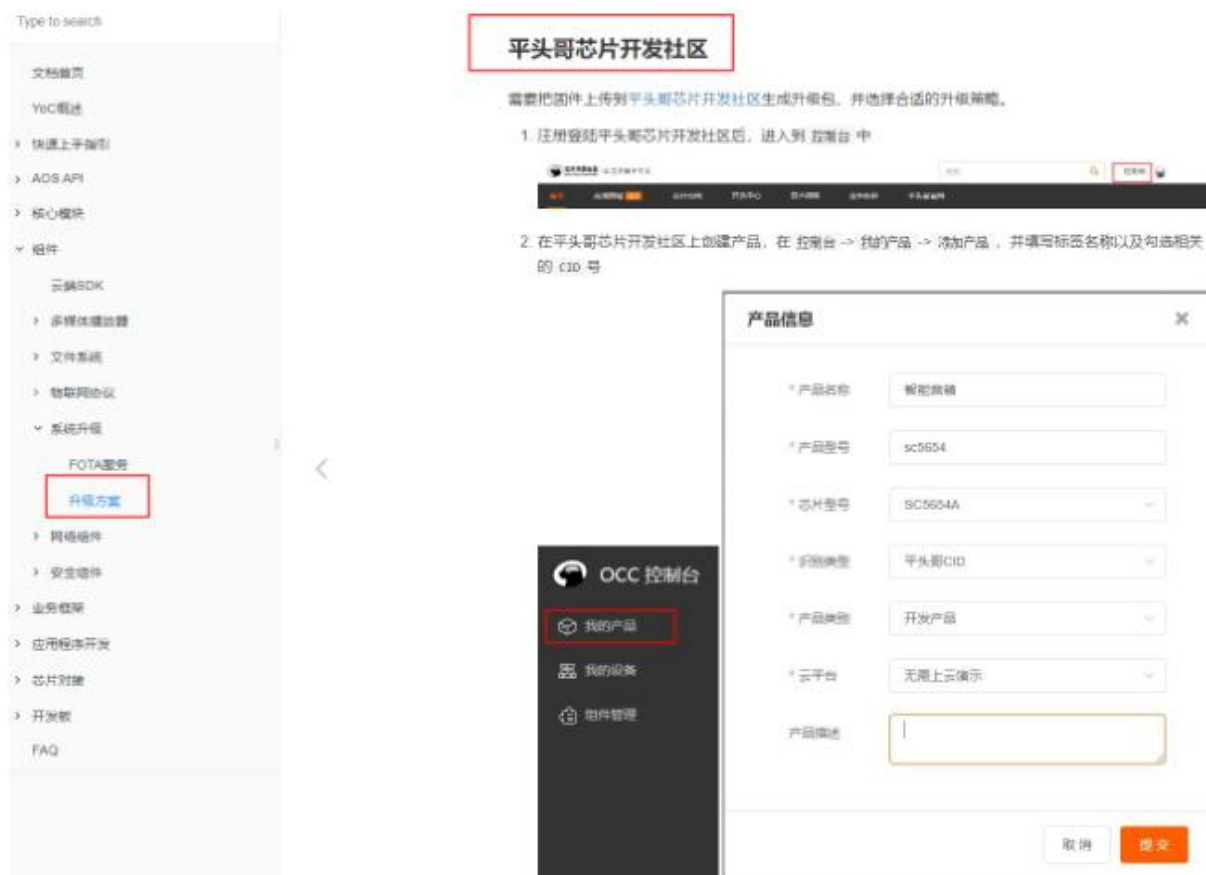 Type to search
文档首页
YoC概述
快速上手指引
AOS API
核心模块
组件
云端SDK
多媒体播放器
文件系统
物联网协议
系统升级
FOTA服务
升级方案
网络组件
安全组件
业务框架
应用程序开发
芯片对接
开发板
FAQ
平头哥芯片开发社区
需要把固件上传到平头哥芯片开发社区生成升级包，并选择合适的升级策略。
1. 注册登陆平头哥芯片开发社区后，进入到 控制台 中
控制台
2. 在平头哥芯片开发社区上创建产品，在 控制台 -> 我的产品 -> 添加产品 ，并填写标签名称以及勾选相关
的 CID 号
OCC 控制台
我的产品
我的设备
组件管理
产品信息
* 产品名称 智能音箱
* 产品型号 sc5654
* 芯片型号 SC5654A
* 识别类型 平头哥CID
* 产品类别 开发产品
* 云平台 无需上云演示
产品描述
取消 提交